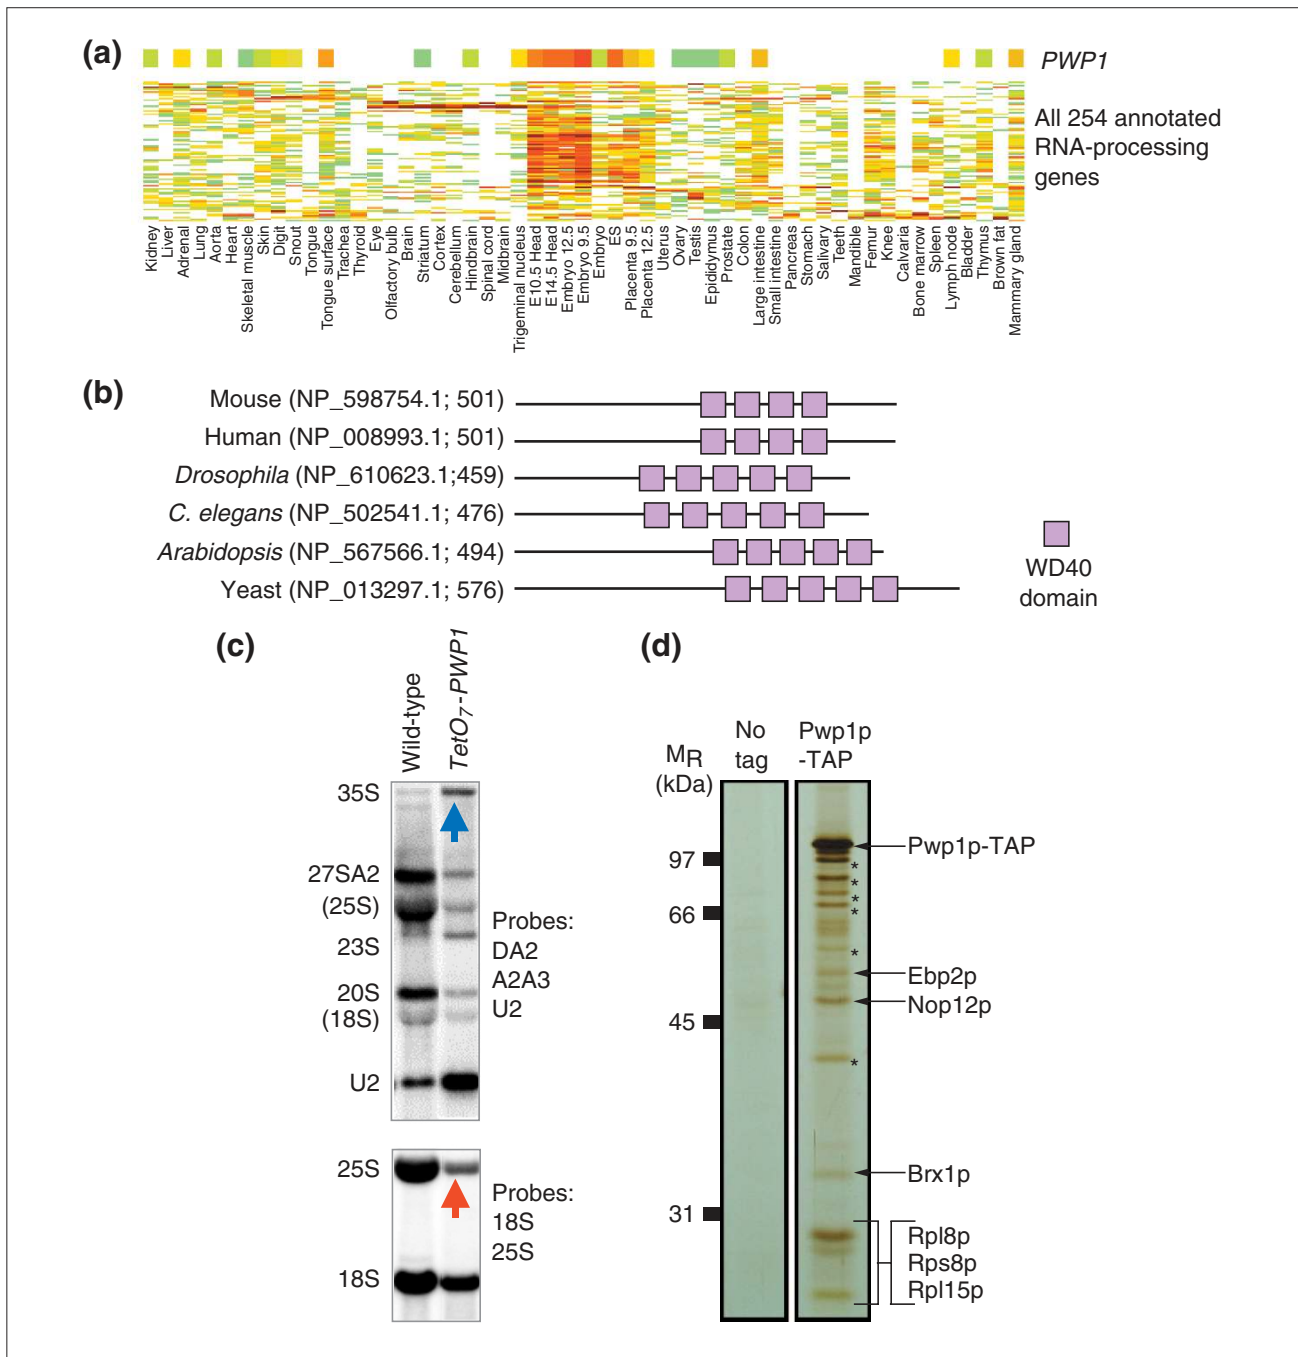 (a)
PWP1
All 254 annotated
RNA-processing
genes
Kidney
Liver
Adrenal
Lung
Aorta
Heart
Skeletal muscle
Skin
Digit
Snout
Tongue
Tongue surface
Trachea
Thyroid
Eye
Olfactory bulb
Brain
Striatum
Cortex
Cerebellum
Hindbrain
Spinal cord
Midbrain
Trigeminal nucleus
E10.5 Head
E14.5 Head
Embryo 12.5
Embryo 9.5
Embryo
ES
Placenta 9.5
Placenta 12.5
Uterus
Ovary
Testis
Epididymus
Prostate
Colon
Large intestine
Small intestine
Pancreas
Stomach
Salivary
Teeth
Mandible
Femur
Knee
Calvaria
Bone marrow
Spleen
Lymph node
Bladder
Thymus
Brown fat
Mammary gland
(b)
Mouse (NP_598754.1; 501)
Human (NP_008993.1; 501)
Drosophila (NP_610623.1;459)
C. elegans (NP_502541.1; 476)
Arabidopsis (NP_567566.1; 494)
Yeast (NP_013297.1; 576)
WD40
domain
(c)
Wild-type
TetO7-PWP1
35S
27SA2
(25S)
23S
20S
(18S)
U2
Probes:
DA2
A2A3
U2
25S
18S
Probes:
18S
25S
(d)
No
tag
Pwp1p
-TAP
MR
(kDa)
97
66
45
31
Pwp1p-TAP
*
*
*
*
*
Ebp2p
Nop12p
*
Brx1p
Rpl8p
Rps8p
Rpl15p